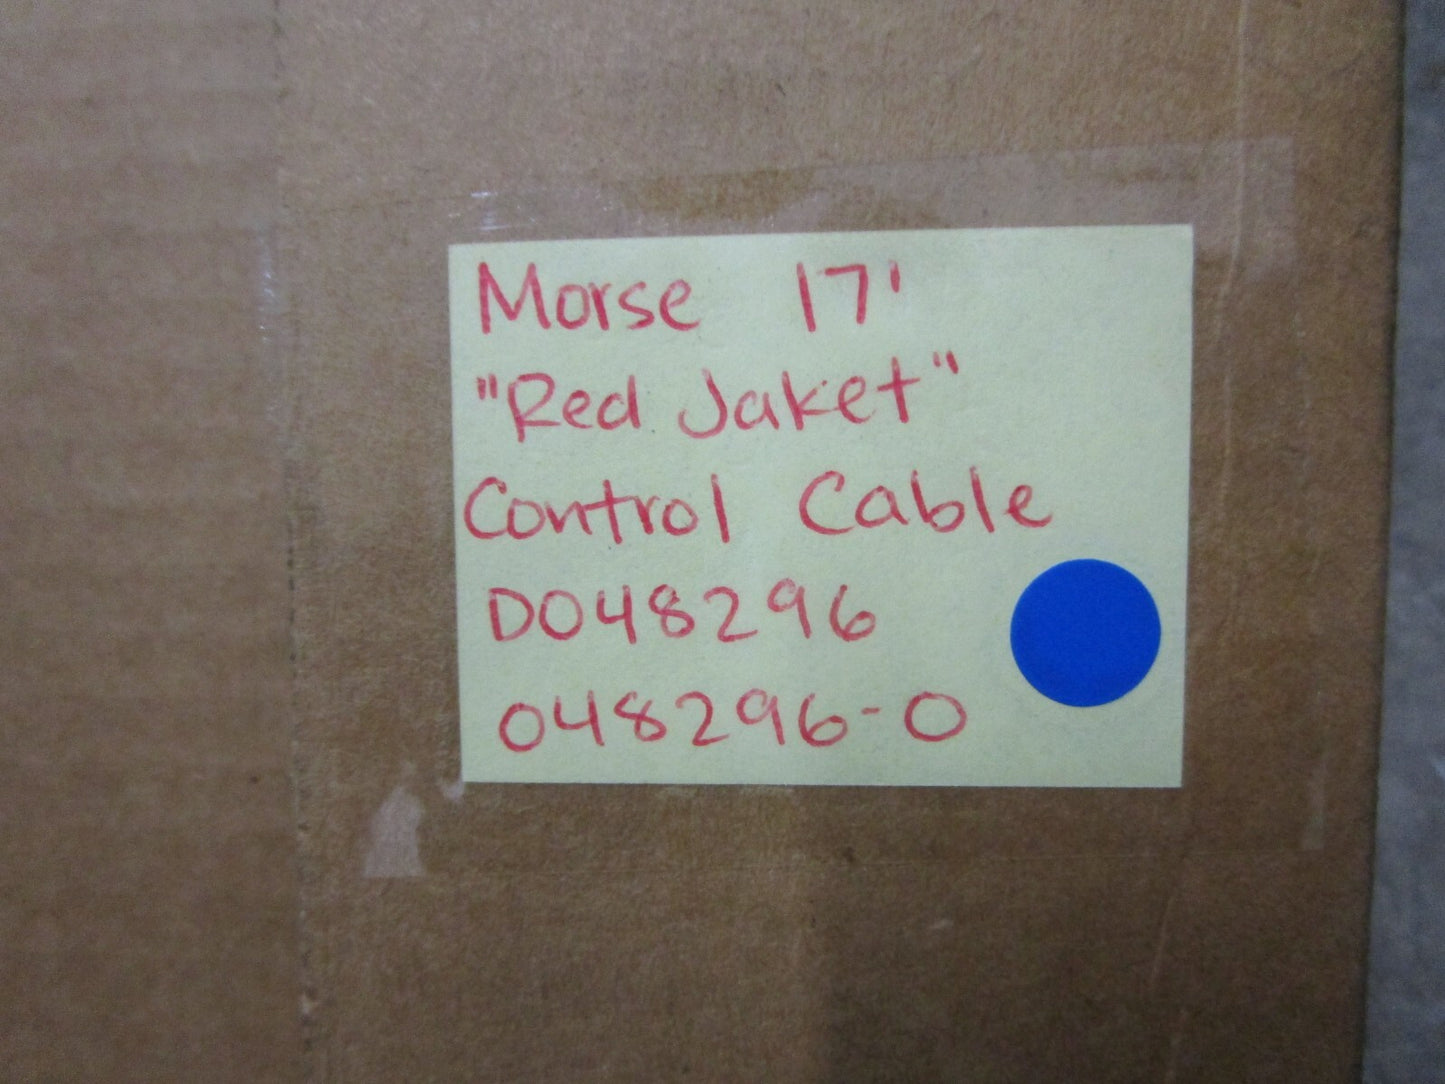 Morse 17'
"Red Jaket"
Control Cable
D048296
048296-0